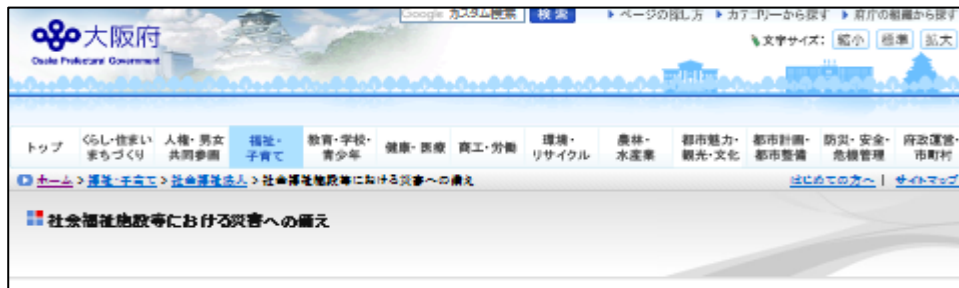 Google カスタム検索 検索 ▶ ページの探し方 ▶ カテゴリーから探す ▶ 府庁の組織から探す
大阪府
Osaka Prefectural Government
文字サイズ: 縮小 標準 拡大
トップ くらし・住まい まちづくり 人権・男女 共同参画 福祉・ 子育て 教育・学校・ 青少年 健康・医療 商工・労働 環境・ リサイクル 農林・ 水産業 都市魅力・ 観光・文化 都市計画・ 都市整備 防災・安全・ 危機管理 府政運営・ 市町村
ホーム > 福祉・子育て > 社会福祉法人 > 社会福祉施設等における災害への備え はじめての方へ | サイトマップ
社会福祉施設等における災害への備え